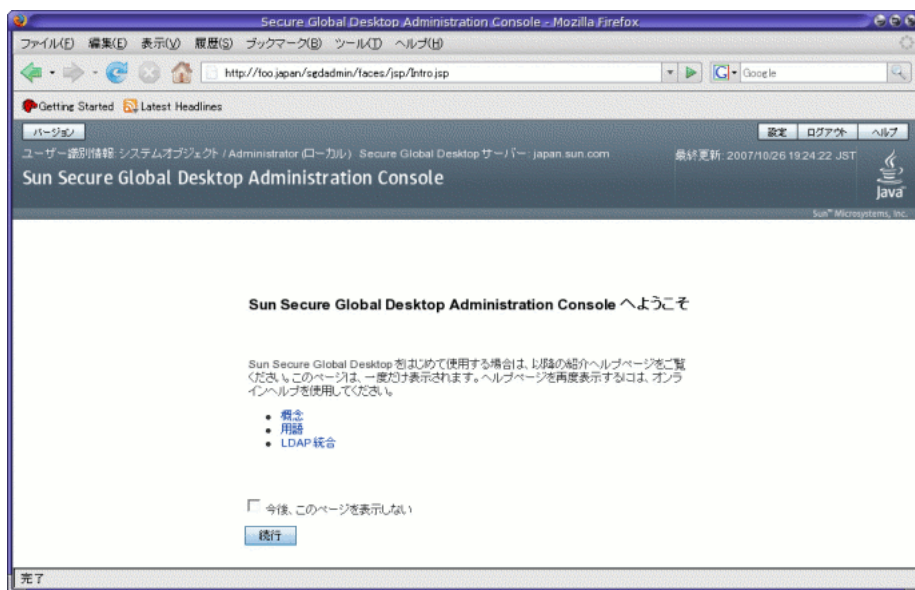 Secure Global Desktop Administration Console - Mozilla Firefox
ファイル(F) 編集(E) 表示(V) 履歴(S) ブックマーク(B) ツール(T) ヘルプ(H)
http://foo.japan/sgdadmin/faces/jsp/Intro.jsp
Google
Getting Started Latest Headlines
バージョン 設定 ログアウト ヘルプ
ユーザー識別情報: システムオブジェクト / Administrator (ローカル) Secure Global Desktop サーバー: japan.sun.com 最終更新: 2007/10/26 19:24:22 JST
Sun Secure Global Desktop Administration Console
Java
Sun™ Microsystems, Inc.
Sun Secure Global Desktop Administration Console へようこそ
Sun Secure Global Desktop をはじめて使用する場合は、以降の紹介ヘルプページをご覧
ください。このページは、一度だけ表示されます。ヘルプページを再度表示するには、オンラ
インヘルプを使用してください。
概念
用語
LDAP 統合
今後、このページを表示しない
続行
完了